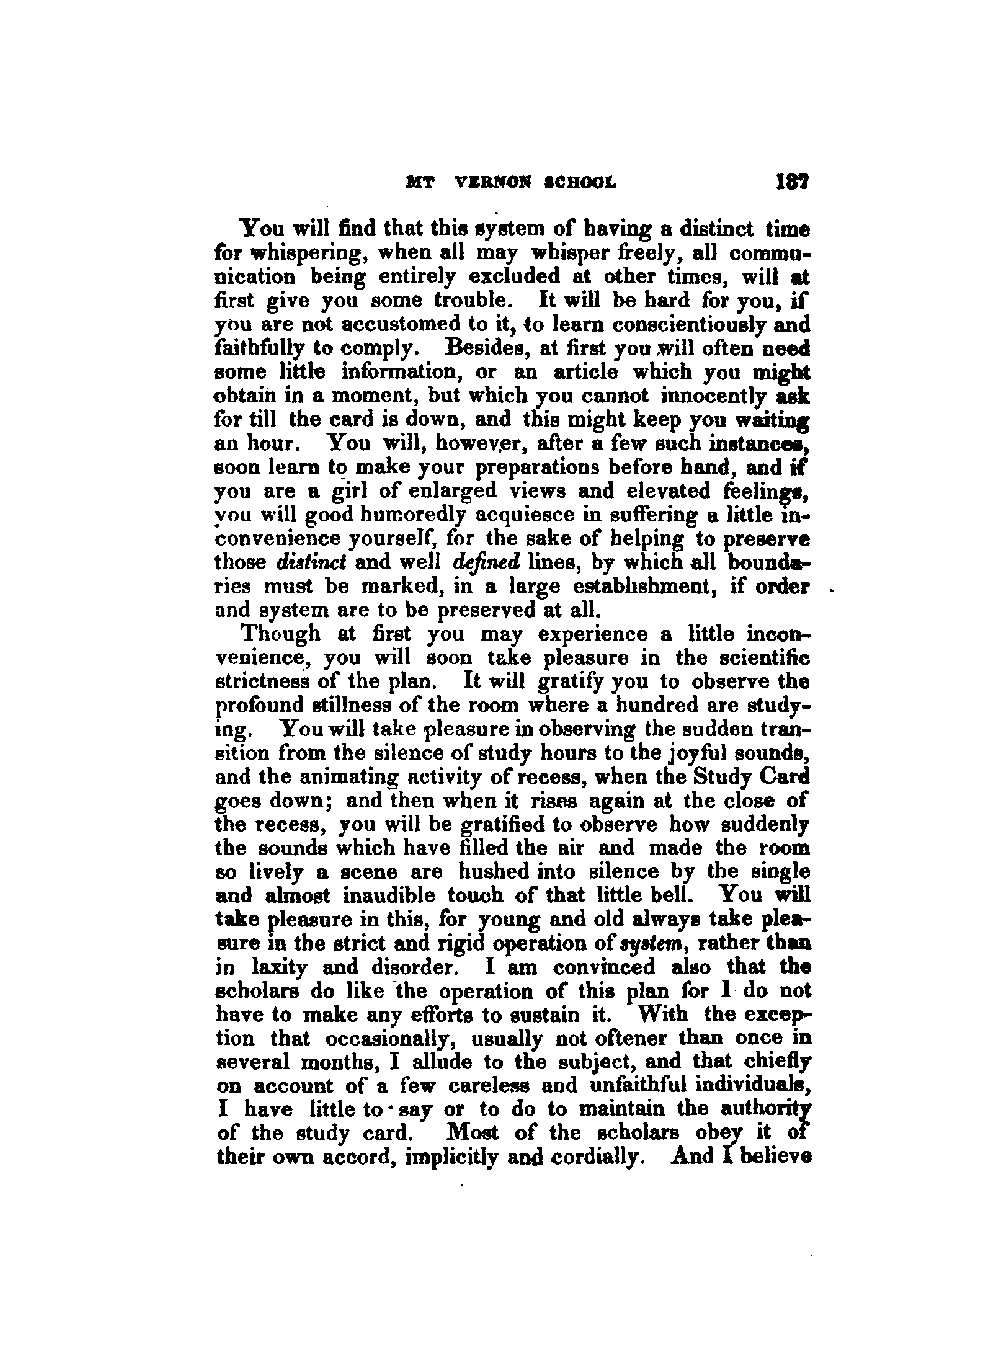 MT VERNON SCHOOL 187
You will find that this system of having a distinct time
for whispering, when all may whisper freely, all commu-
nication being entirely excluded at other times, will at
first give you some trouble. It will be hard for you, if
you are not accustomed to it, to learn conscientiously and
faithfully to comply. Besides, at first you will often need
some little information, or an article which you might
obtain in a moment, but which you cannot innocently ask
for till the card is down, and this might keep you waiting
an hour. You will, however, after a few such instances,
soon learn to make your preparations before hand, and if
you are a girl of enlarged views and elevated feelings,
you will good humoredly acquiesce in suffering a little in-
convenience yourself, for the sake of helping to preserve
those distinct and well defined lines, by which all bounda-
ries must be marked, in a large establishment, if order
and system are to be preserved at all.
Though at first you may experience a little incon-
venience, you will soon take pleasure in the scientific
strictness of the plan. It will gratify you to observe the
profound stillness of the room where a hundred are study-
ing. You will take pleasure in observing the sudden tran-
sition from the silence of study hours to the joyful sounds,
and the animating activity of recess, when the Study Card
goes down; and then when it rises again at the close of
the recess, you will be gratified to observe how suddenly
the sounds which have filled the air and made the room
so lively a scene are hushed into silence by the single
and almost inaudible touch of that little bell. You will
take pleasure in this, for young and old always take plea-
sure in the strict and rigid operation of system, rather than
in laxity and disorder. I am convinced also that the
scholars do like the operation of this plan for I do not
have to make any efforts to sustain it. With the excep-
tion that occasionally, usually not oftener than once in
several months, I allude to the subject, and that chiefly
on account of a few careless and unfaithful individuals,
I have little to say or to do to maintain the authority
of the study card. Most of the scholars obey it of
their own accord, implicitly and cordially. And I believe